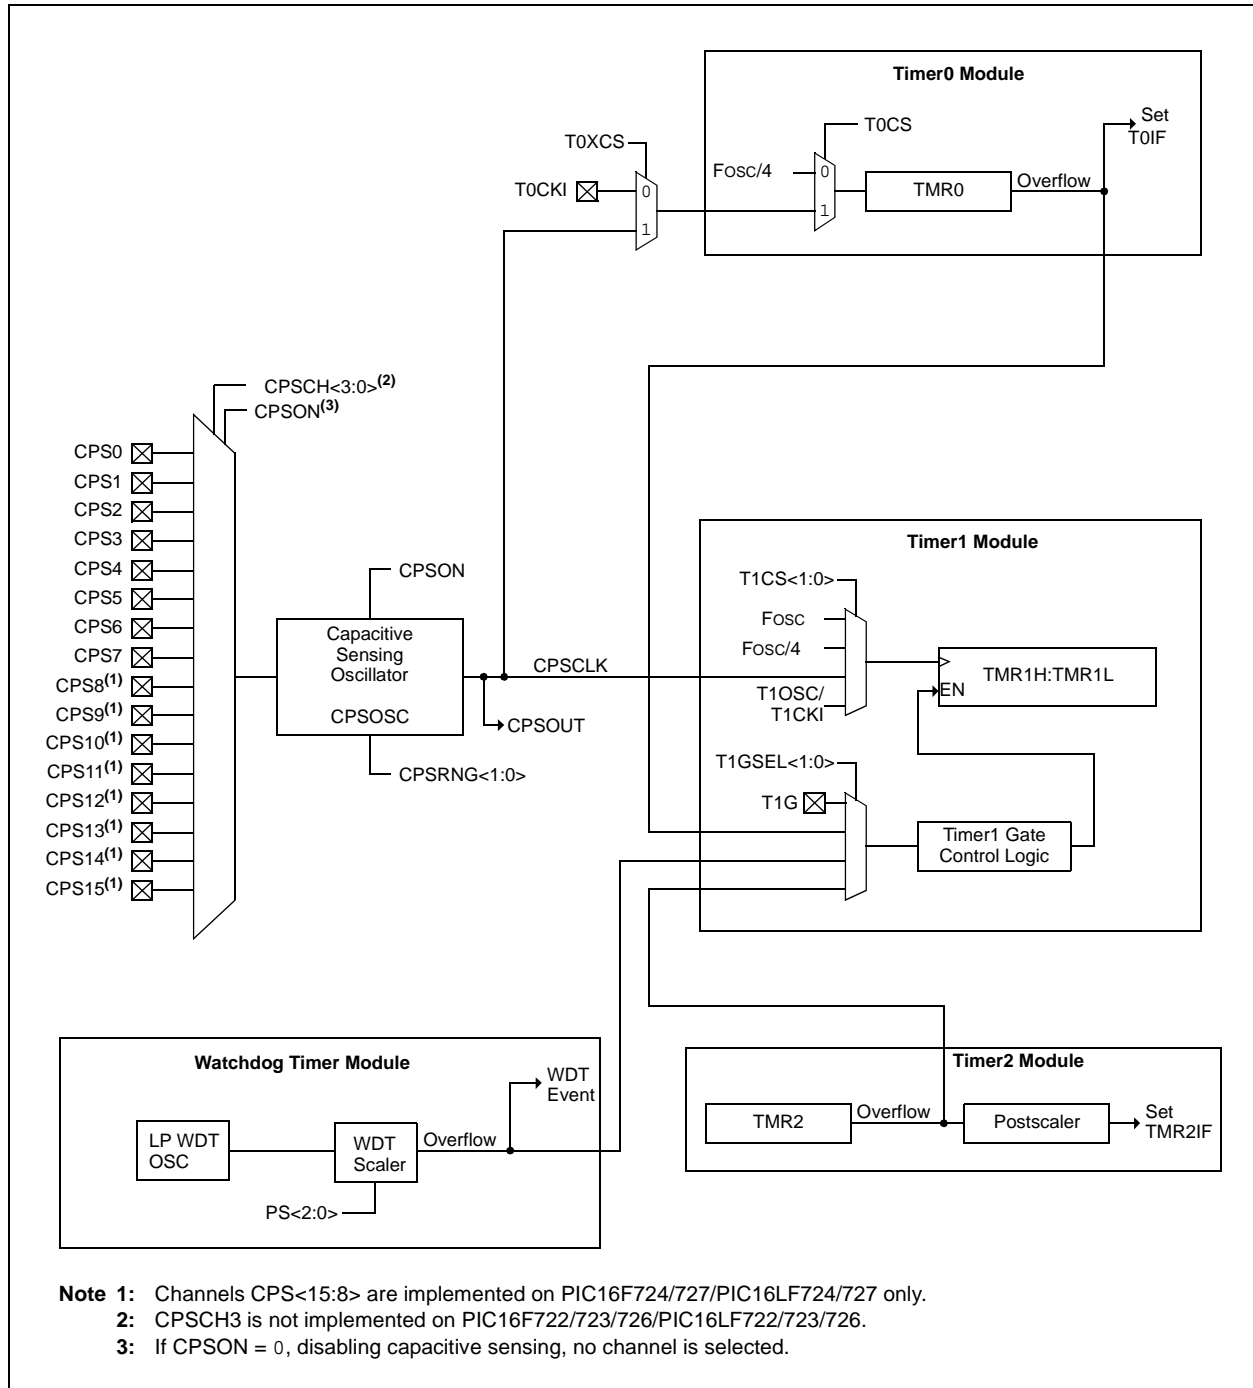 Timer0 Module
T0XCS
T0CS
Set
T0IF
FOSC/4
0
TMR0
Overflow
T0CKI
0
1
1
CPSCH<3:0>(2)
CPSON(3)
CPS0
CPS1
CPS2
CPS3
CPS4
CPS5
CPS6
CPS7
CPS8(1)
CPS9(1)
CPS10(1)
CPS11(1)
CPS12(1)
CPS13(1)
CPS14(1)
CPS15(1)
CPSON
Capacitive
Sensing
Oscillator
CPSOSC
CPSRNG<1:0>
CPSCLK
CPSOUT
Timer1 Module
T1CS<1:0>
FOSC
FOSC/4
T1OSC/
T1CKI
TMR1H:TMR1L
EN
T1GSEL<1:0>
T1G
Timer1 Gate
Control Logic
Watchdog Timer Module
WDT
Event
LP WDT
OSC
WDT
Scaler
Overflow
PS<2:0>
Timer2 Module
TMR2
Overflow
Postscaler
Set
TMR2IF
Note 1: Channels CPS<15:8> are implemented on PIC16F724/727/PIC16LF724/727 only.
2: CPSCH3 is not implemented on PIC16F722/723/726/PIC16LF722/723/726.
3: If CPSON = 0, disabling capacitive sensing, no channel is selected.